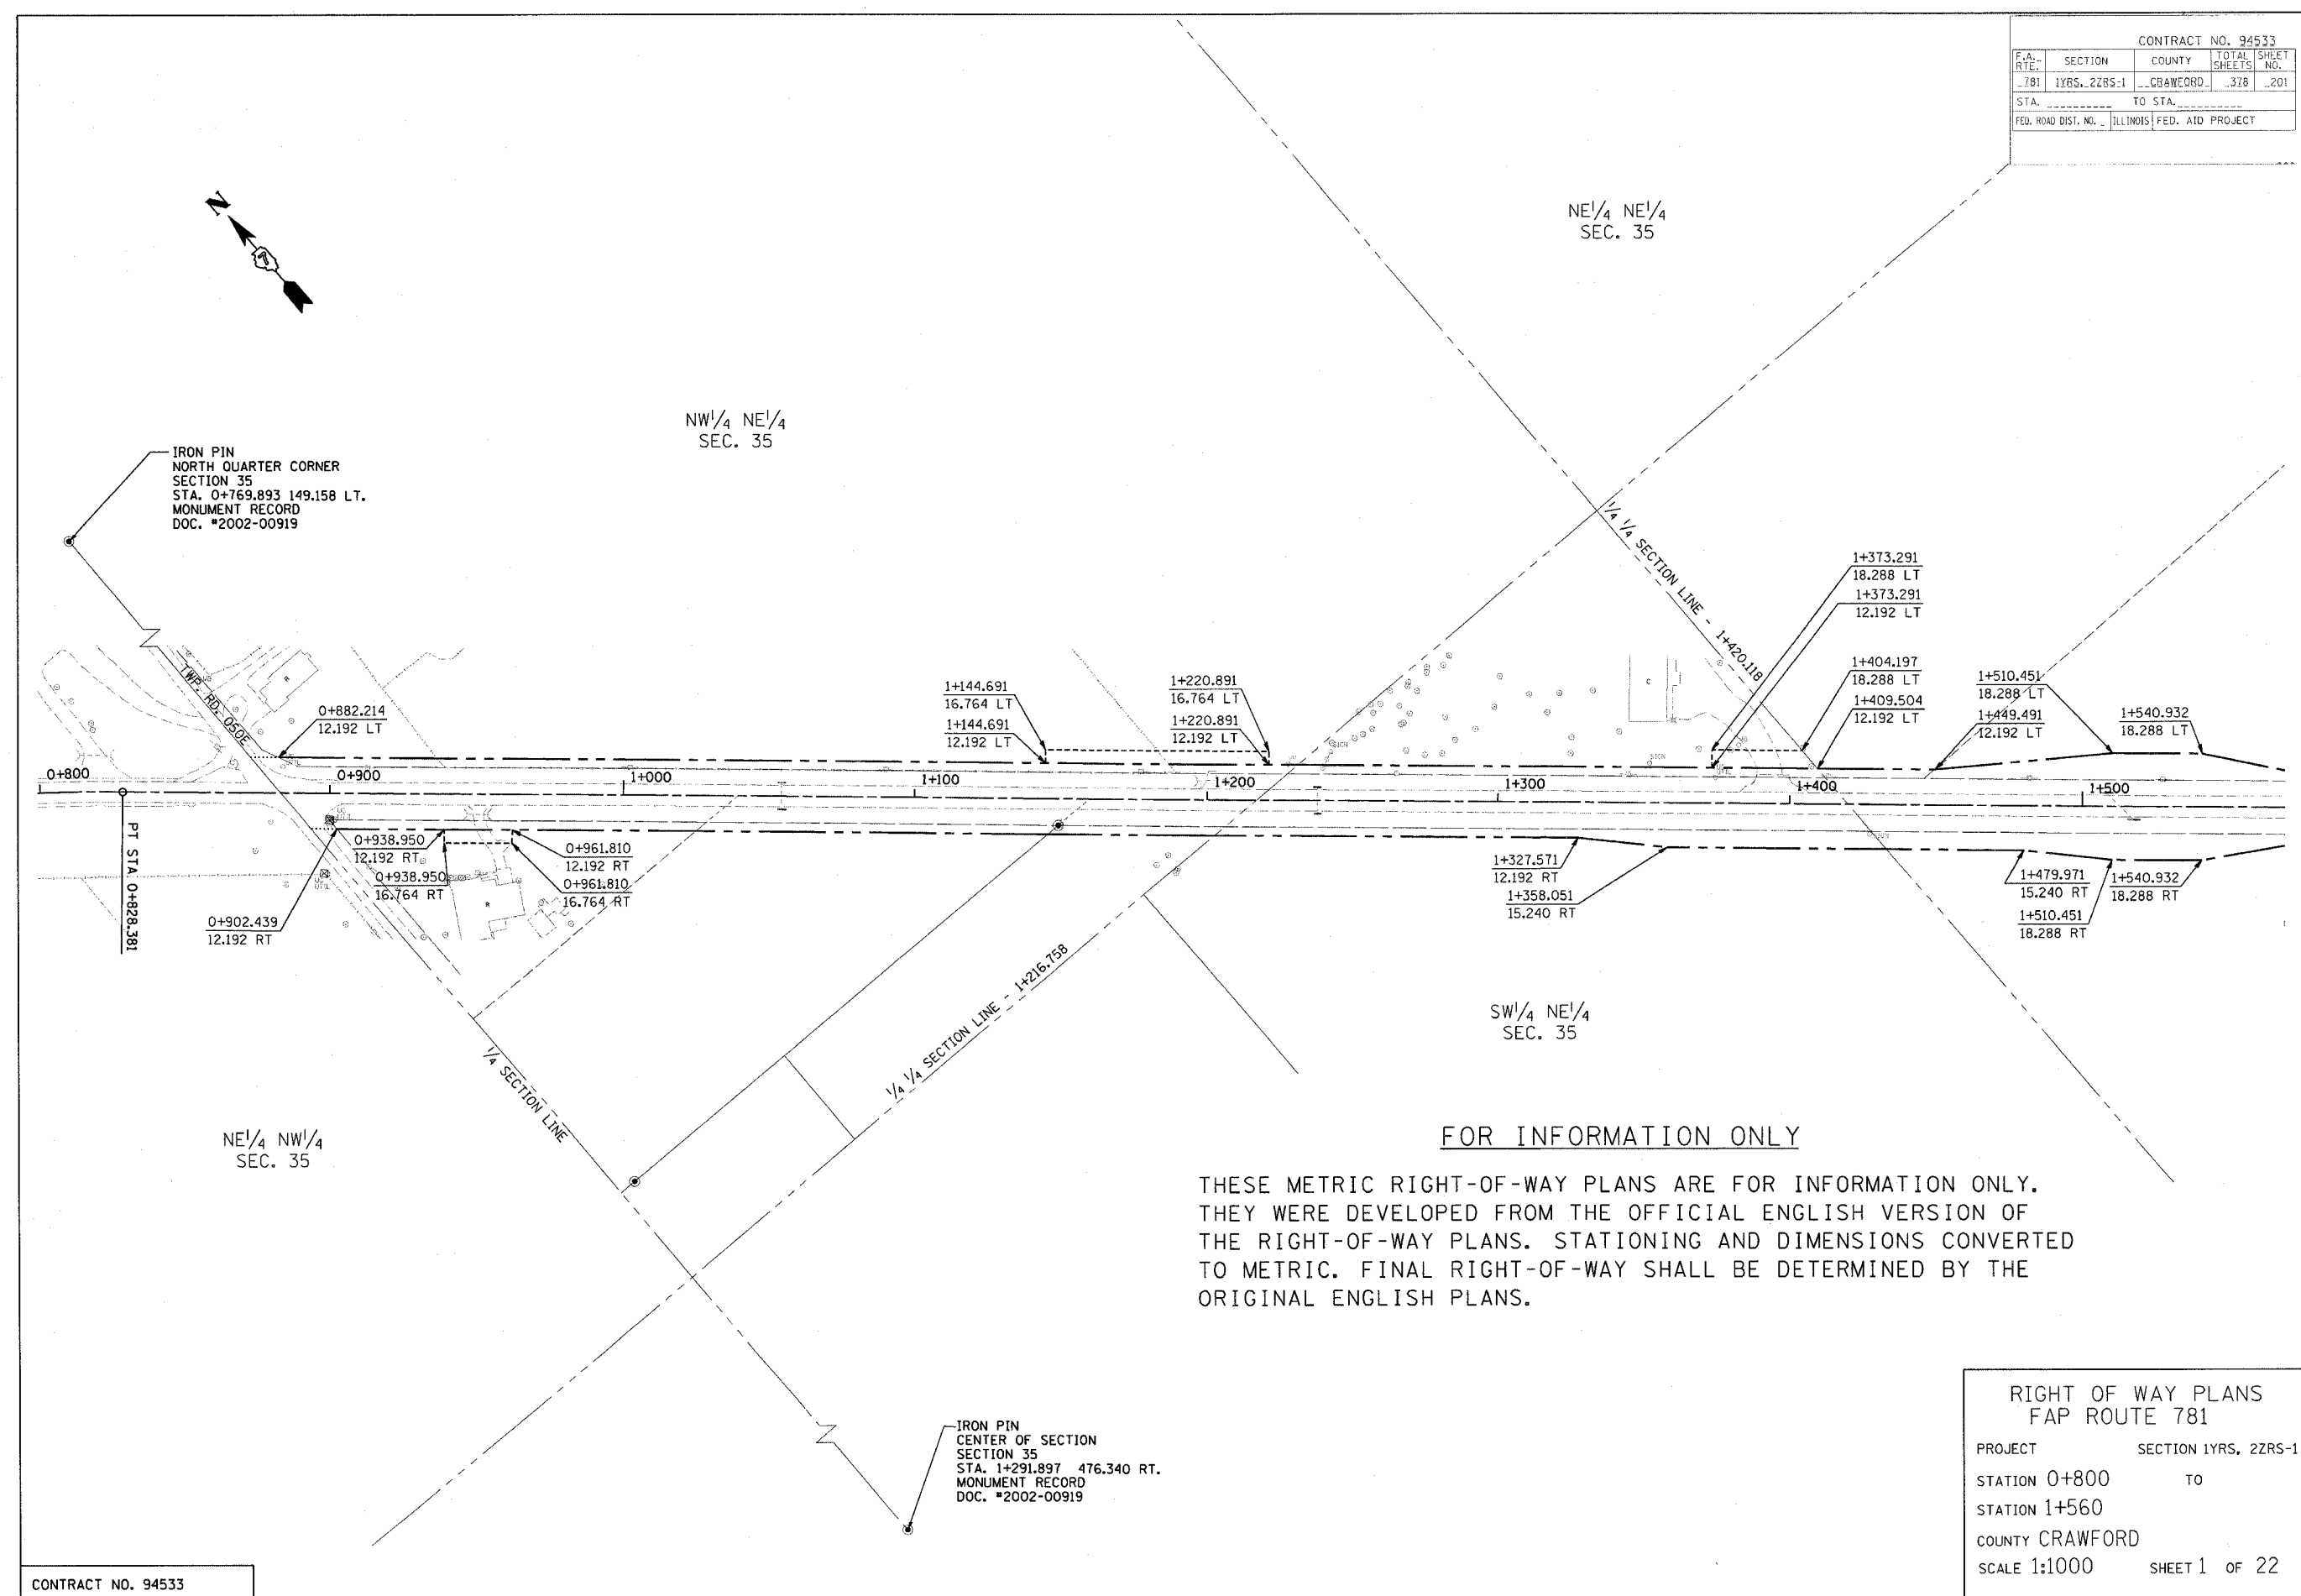 CONTRACT NO. 94533
F.A. RTE. SECTION COUNTY TOTAL SHEETS SHEET NO.
781 1YRS, 2ZRS-1 CRAWFORD 378 201
STA. TO STA.
FED. ROAD DIST. NO. ILLINOIS FED. AID PROJECT
N
NE1/4 NE1/4
SEC. 35
NW1/4 NE1/4
SEC. 35
IRON PIN
NORTH QUARTER CORNER
SECTION 35
STA. 0+769.893 149.158 LT.
MONUMENT RECORD
DOC. #2002-00919
1/4 1/4 SECTION LINE - 1+420.118
1+373.291
18.288 LT
1+373.291
12.192 LT
TWP. RD. 050E
0+882.214
12.192 LT
1+144.691
16.764 LT
1+144.691
12.192 LT
1+220.891
16.764 LT
1+220.891
12.192 LT
1+404.197
18.288 LT
1+409.504
12.192 LT
1+510.451
18.288 LT
1+449.491
12.192 LT
1+540.932
18.288 LT
SIGN
SIGN
0+800
0+900
1+000
1+100
1+200
1+300
1+400
1+500
PT STA. 0+828.381
0+938.950
12.192 RT
0+938.950
16.764 RT
0+961.810
12.192 RT
0+961.810
16.764 RT
0+902.439
12.192 RT
1+327.571
12.192 RT
1+358.051
15.240 RT
1+479.971
15.240 RT
1+510.451
18.288 RT
1+540.932
18.288 RT
1/4 SECTION LINE
1/4 1/4 SECTION LINE - 1+216.758
SW1/4 NE1/4
SEC. 35
NE1/4 NW1/4
SEC. 35
FOR INFORMATION ONLY
THESE METRIC RIGHT-OF-WAY PLANS ARE FOR INFORMATION ONLY.
THEY WERE DEVELOPED FROM THE OFFICIAL ENGLISH VERSION OF
THE RIGHT-OF-WAY PLANS. STATIONING AND DIMENSIONS CONVERTED
TO METRIC. FINAL RIGHT-OF-WAY SHALL BE DETERMINED BY THE
ORIGINAL ENGLISH PLANS.
IRON PIN
CENTER OF SECTION
SECTION 35
STA. 1+291.897 476.340 RT.
MONUMENT RECORD
DOC. #2002-00919
RIGHT OF WAY PLANS
FAP ROUTE 781
PROJECT SECTION 1YRS, 2ZRS-1
STATION 0+800 TO
STATION 1+560
COUNTY CRAWFORD
SCALE 1:1000 SHEET 1 OF 22
CONTRACT NO. 94533